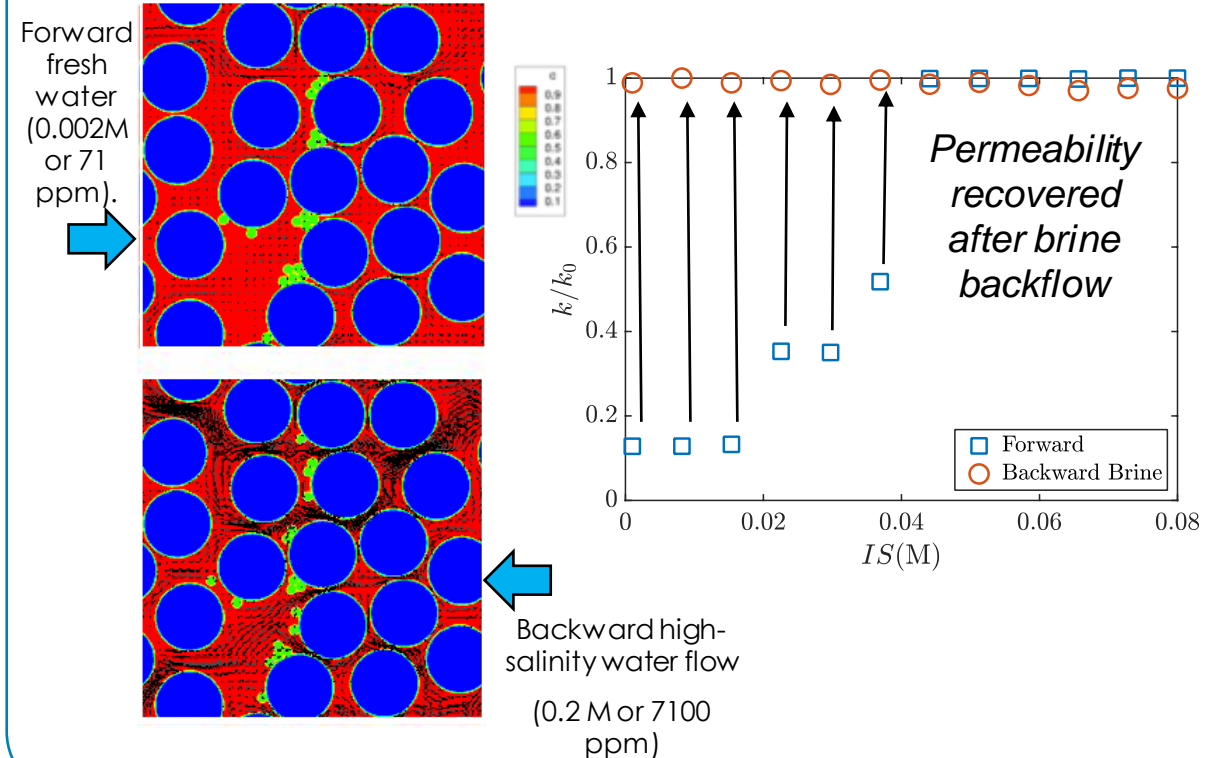 Forward
fresh
water
(0.002M
or 71
ppm).
0.9
0.8
0.7
0.6
0.5
0.4
0.3
0.2
0.1
1
0.8
0.6
0.4
0.2
0
k/k0
Permeability
recovered
after brine
backflow
Forward
Backward Brine
0 0.02 0.04 0.06 0.08
IS(M)
Backward high-
salinity water flow
(0.2 M or 7100
ppm)